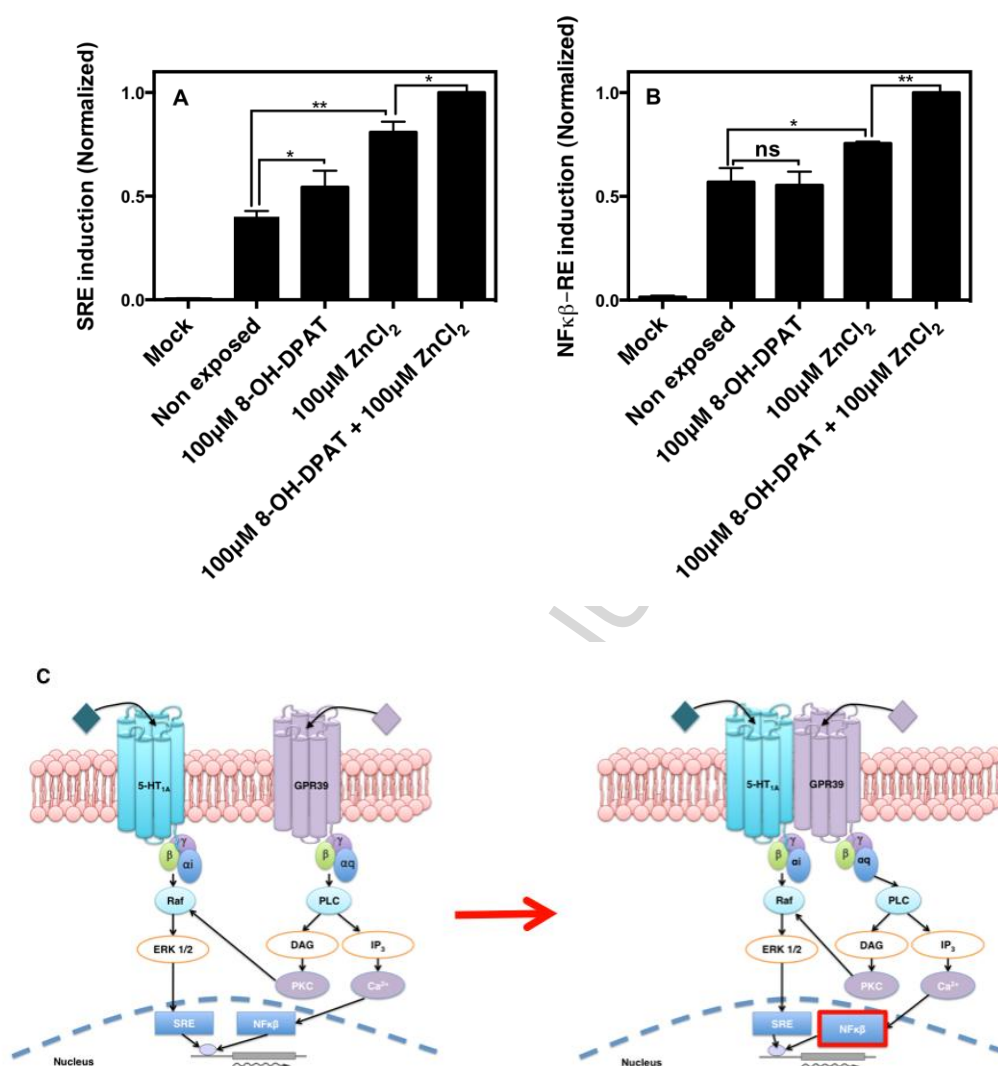 SRE induction (Normalized)
A
1.0
0.5
0.0
*
**
*
Mock
Non exposed
100µM 8-OH-DPAT
100µM ZnCl₂
100µM 8-OH-DPAT + 100µM ZnCl₂
NFκβ-RE induction (Normalized)
B
1.0
0.5
0.0
ns
*
**
Mock
Non exposed
100µM 8-OH-DPAT
100µM ZnCl₂
100µM 8-OH-DPAT + 100µM ZnCl₂
C
5-HT₁ₐ
GPR39
β γ αi
β γ αq
Raf
PLC
ERK 1/2
DAG
IP₃
PKC
Ca²⁺
SRE
NFκβ
Nucleus
5-HT₁ₐ
GPR39
β γ αi
β γ αq
Raf
PLC
ERK 1/2
DAG
IP₃
PKC
Ca²⁺
SRE
NFκβ
Nucleus